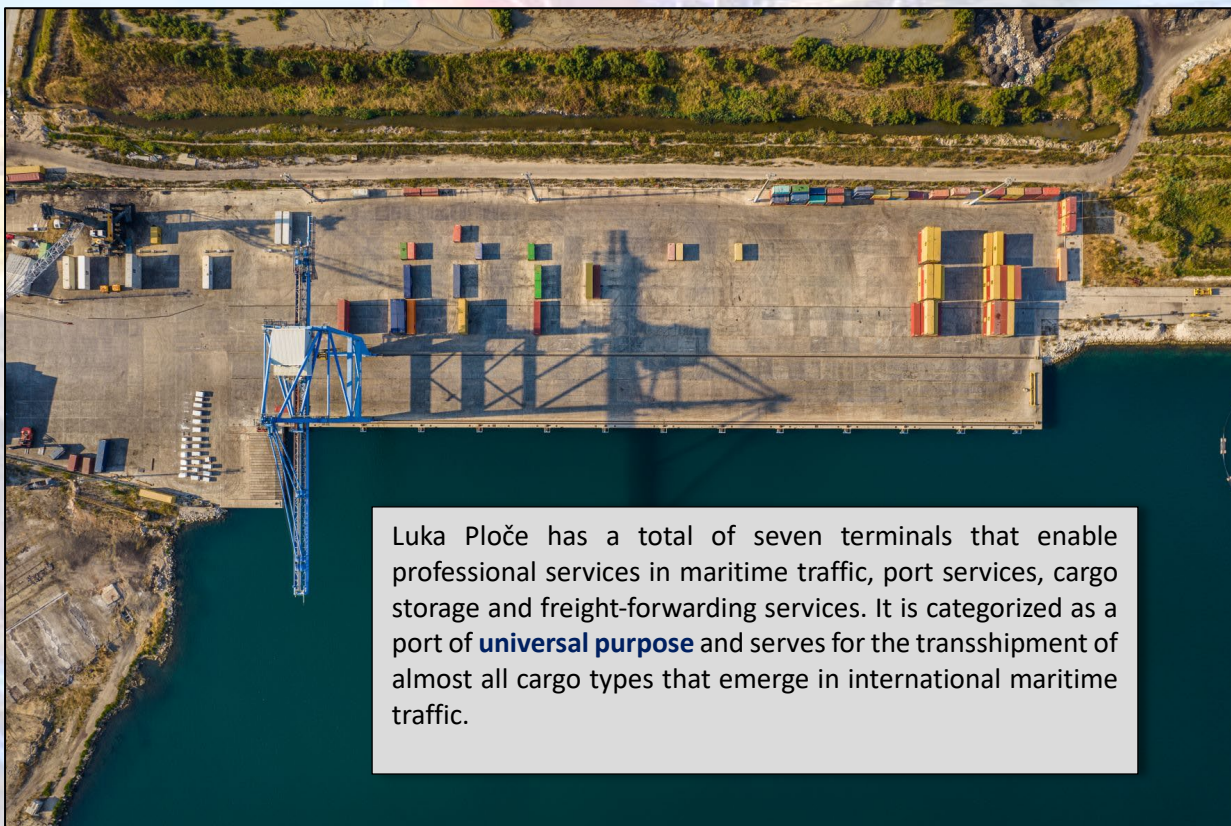 Luka Ploče has a total of seven terminals that enable
professional services in maritime traffic, port services, cargo
storage and freight-forwarding services. It is categorized as a
port of universal purpose and serves for the transshipment of
almost all cargo types that emerge in international maritime
traffic.